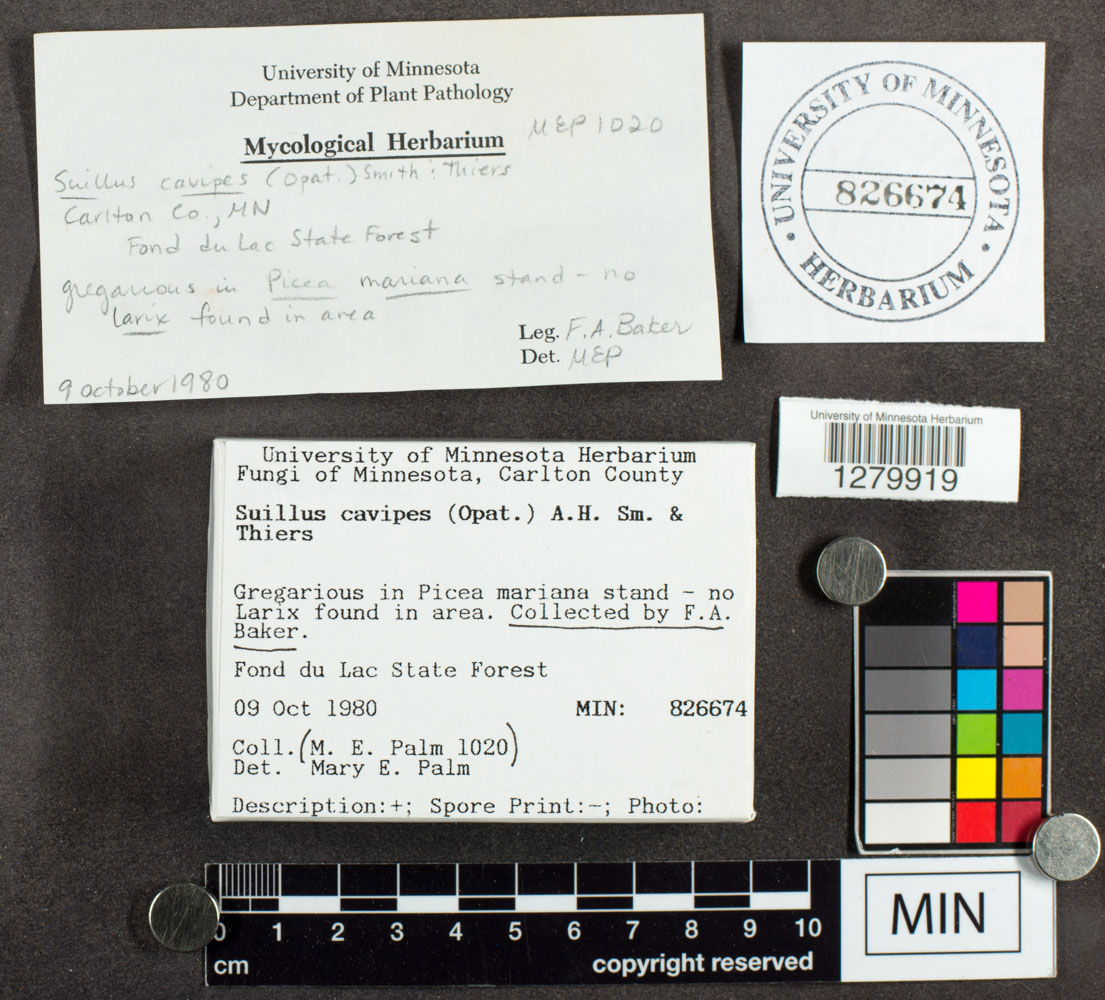 University of Minnesota
Department of Plant Pathology
Mycological Herbarium
MEP 1020
Suillus cavipes (Opat.) Smith : Thiers
Carlton Co., MN
Fond du Lac State Forest
gregarious in Picea mariana stand - no
larix found in area
Leg. F.A. Baker
Det. MEP
9 October 1980
UNIVERSITY OF MINNESOTA
826674
HERBARIUM
University of Minnesota Herbarium
1279919
University of Minnesota Herbarium
Fungi of Minnesota, Carlton County
Suillus cavipes (Opat.) A.H. Sm. &
Thiers
Gregarious in Picea mariana stand - no
Larix found in area. Collected by F.A.
Baker.
Fond du Lac State Forest
09 Oct 1980 MIN: 826674
Coll. (M. E. Palm 1020)
Det. Mary E. Palm
Description:+; Spore Print:-; Photo:
0 1 2 3 4 5 6 7 8 9 10
cm copyright reserved
MIN